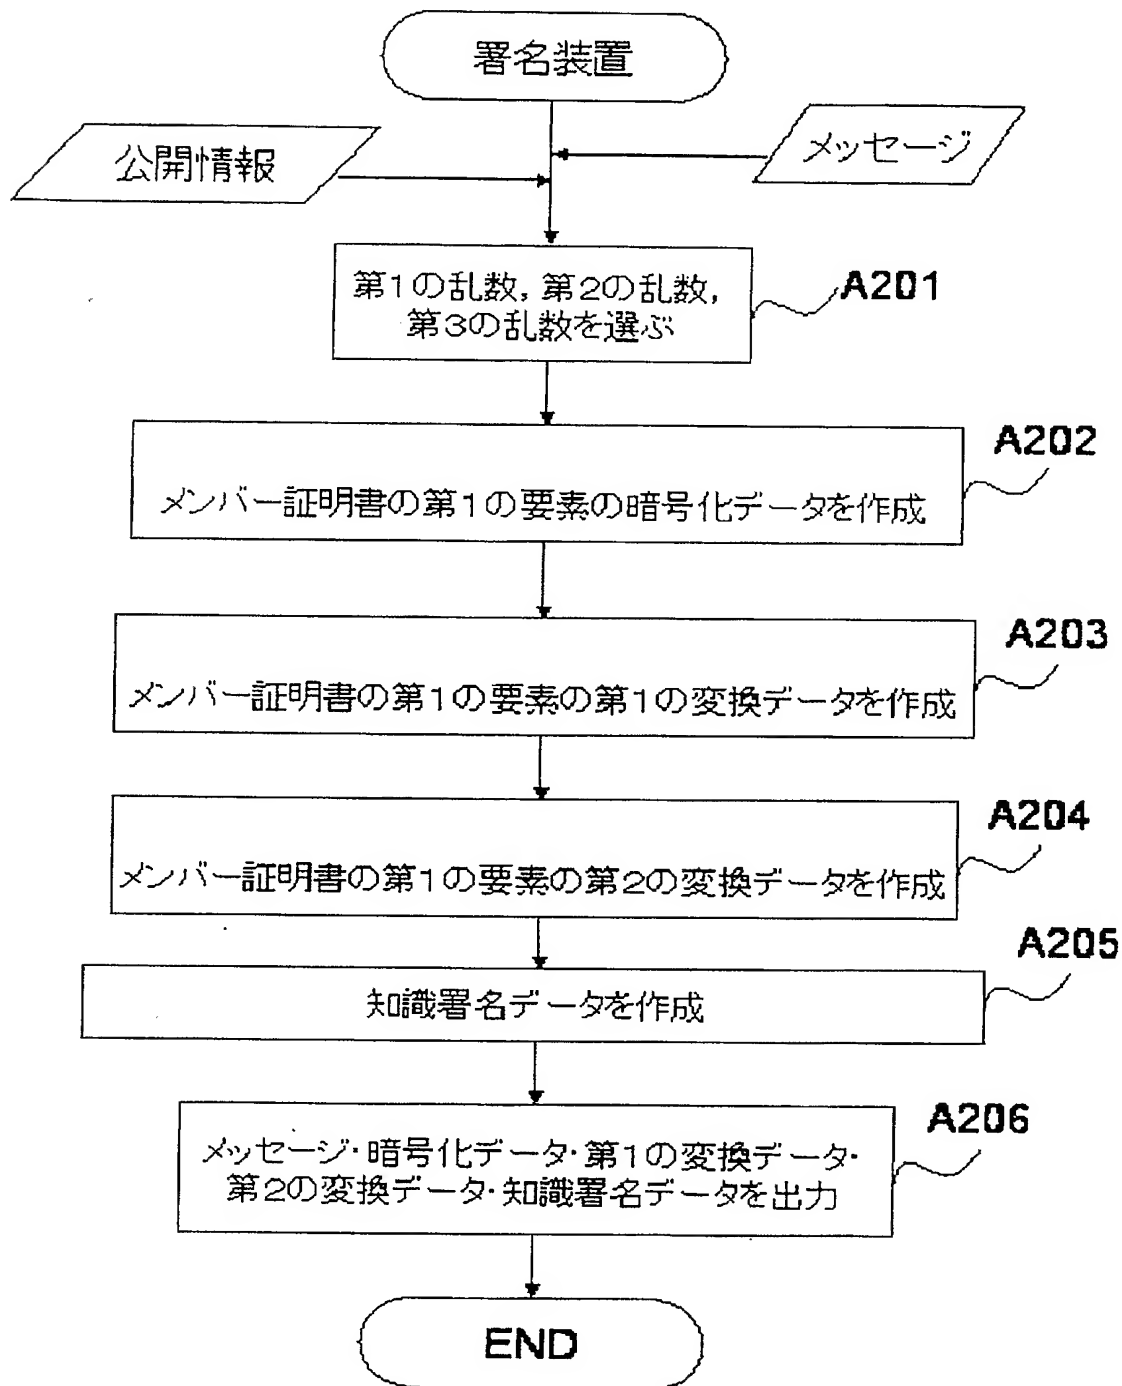 署名装置
公開情報
メッセージ
第1の乱数,第2の乱数,
第3の乱数を選ぶ
A201
A202
メンバー証明書の第1の要素の暗号化データを作成
A203
メンバー証明書の第1の要素の第1の変換データを作成
A204
メンバー証明書の第1の要素の第2の変換データを作成
A205
知識署名データを作成
A206
メッセージ・暗号化データ・第1の変換データ・
第2の変換データ・知識署名データを出力
END